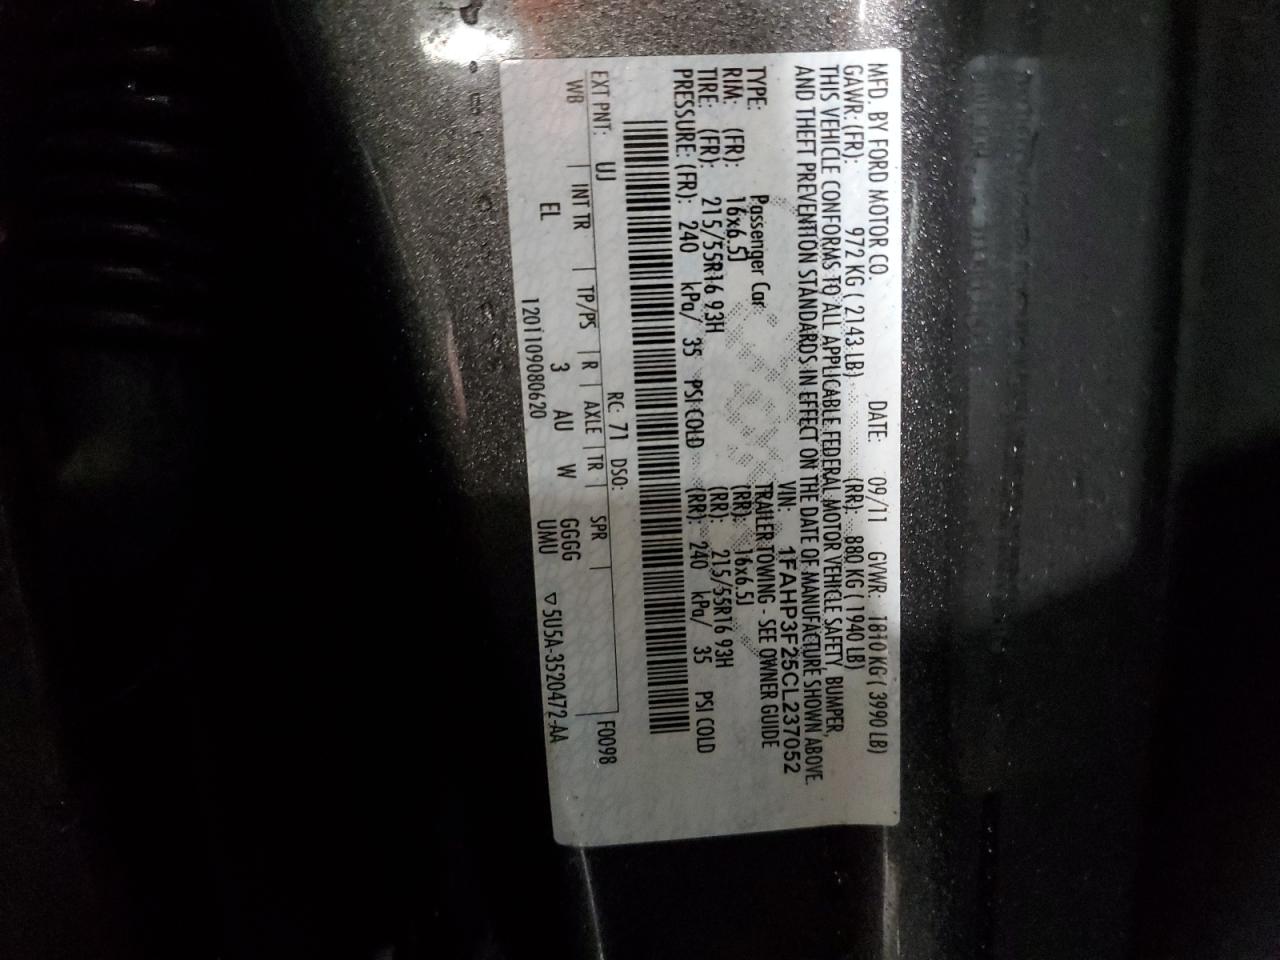 MFD. BY FORD MOTOR CO. DATE: 09/11 GVWR: 1810 KG ( 3990 LB)
GAWR: (FR): 972 KG ( 2143 LB) (RR): 880 KG ( 1940 LB)
THIS VEHICLE CONFORMS TO ALL APPLICABLE FEDERAL MOTOR VEHICLE SAFETY, BUMPER,
AND THEFT PREVENTION STANDARDS IN EFFECT ON THE DATE OF MANUFACTURE SHOWN ABOVE.
VIN: 1FAHP3F25CL237052
TYPE: Passenger Car TRAILER TOWING - SEE OWNER GUIDE
RIM: (FR): 16x6.5J (RR): 16x6.5J
TIRE: (FR): 215/55R16 93H (RR): 215/55R16 93H
PRESSURE: (FR): 240 kPa/ 35 PSI COLD (RR): 240 kPa/ 35 PSI COLD
RC: 71 DSO: F0098
EXT PNT: UJ
WB INT TR TP/PS R AXLE TR SPR
EL 3 AU W GGGG
UMU
1201109080620 ▽5U5A-3520472-AA